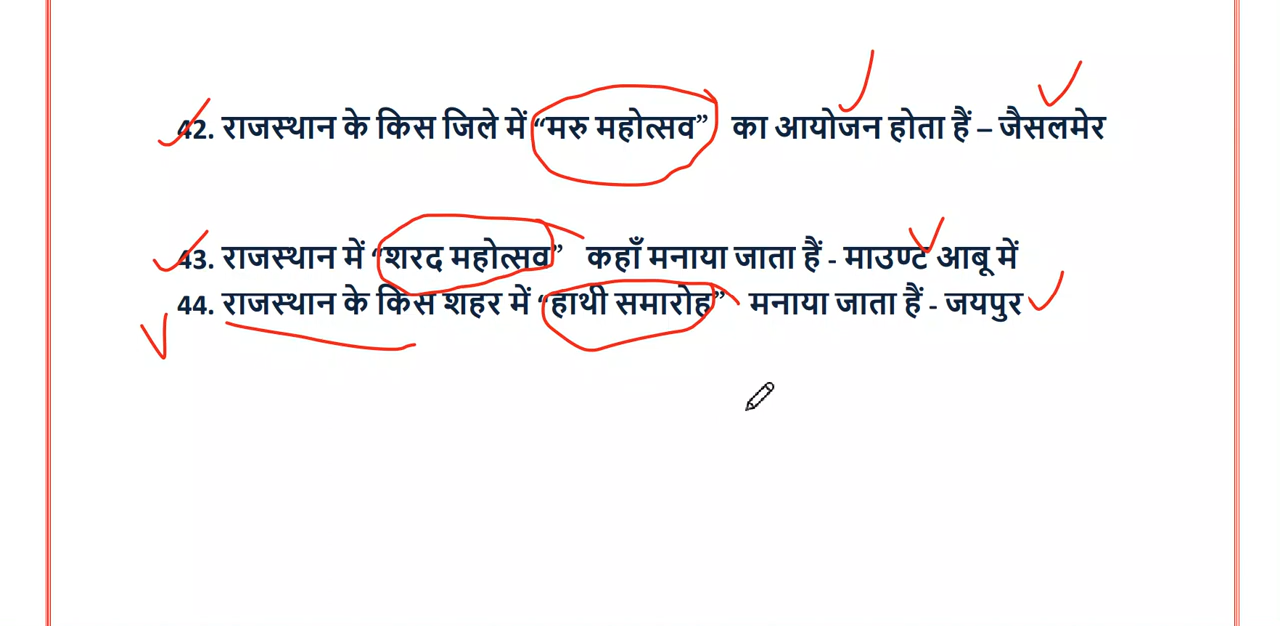 42. राजस्थान के किस जिले में “मरु महोत्सव” का आयोजन होता हैं – जैसलमेर
43. राजस्थान में “शरद महोत्सव” कहाँ मनाया जाता हैं - माउण्ट आबू में
44. राजस्थान के किस शहर में “हाथी समारोह” मनाया जाता हैं - जयपुर